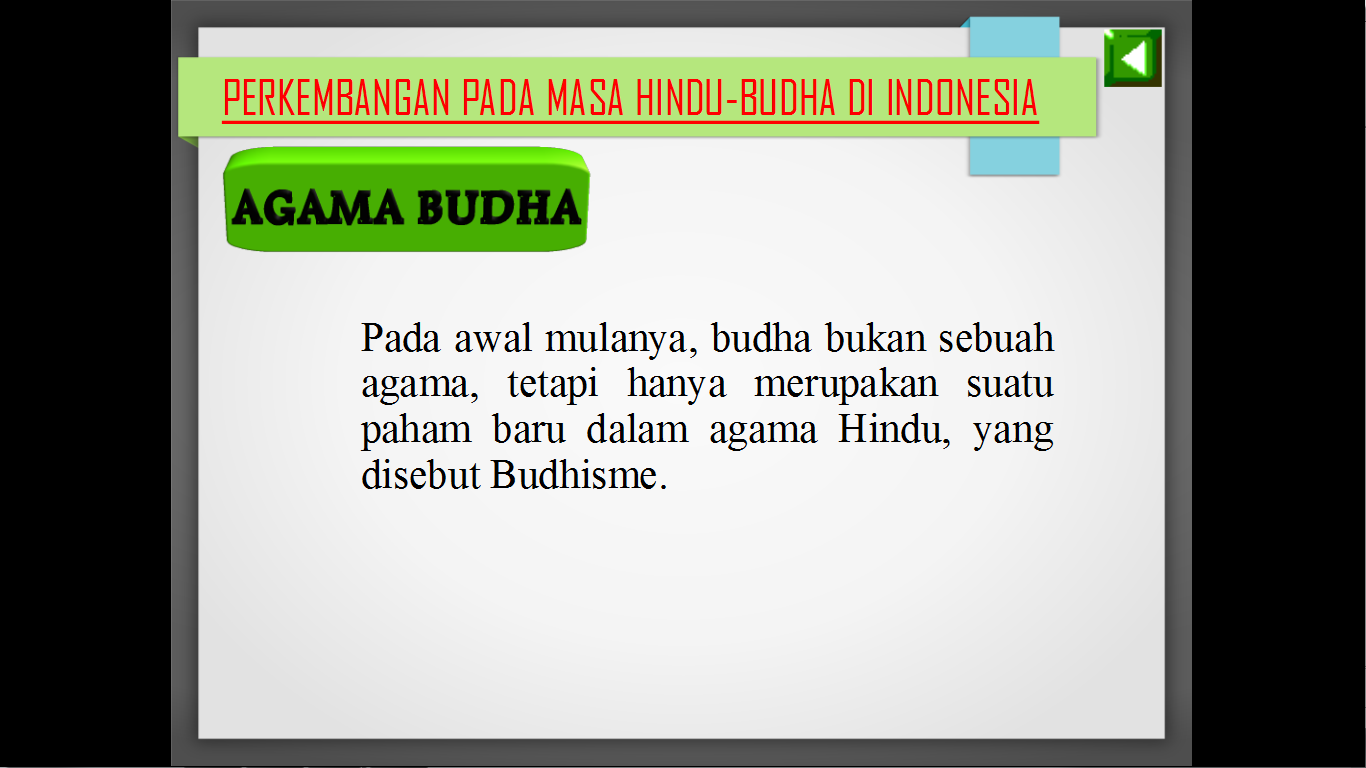 PERKEMBANGAN PADA MASA HINDU-BUDHA DI INDONESIA
AGAMA BUDHA
Pada awal mulanya, budha bukan sebuah
agama, tetapi hanya merupakan suatu
paham baru dalam agama Hindu, yang
disebut Budhisme.